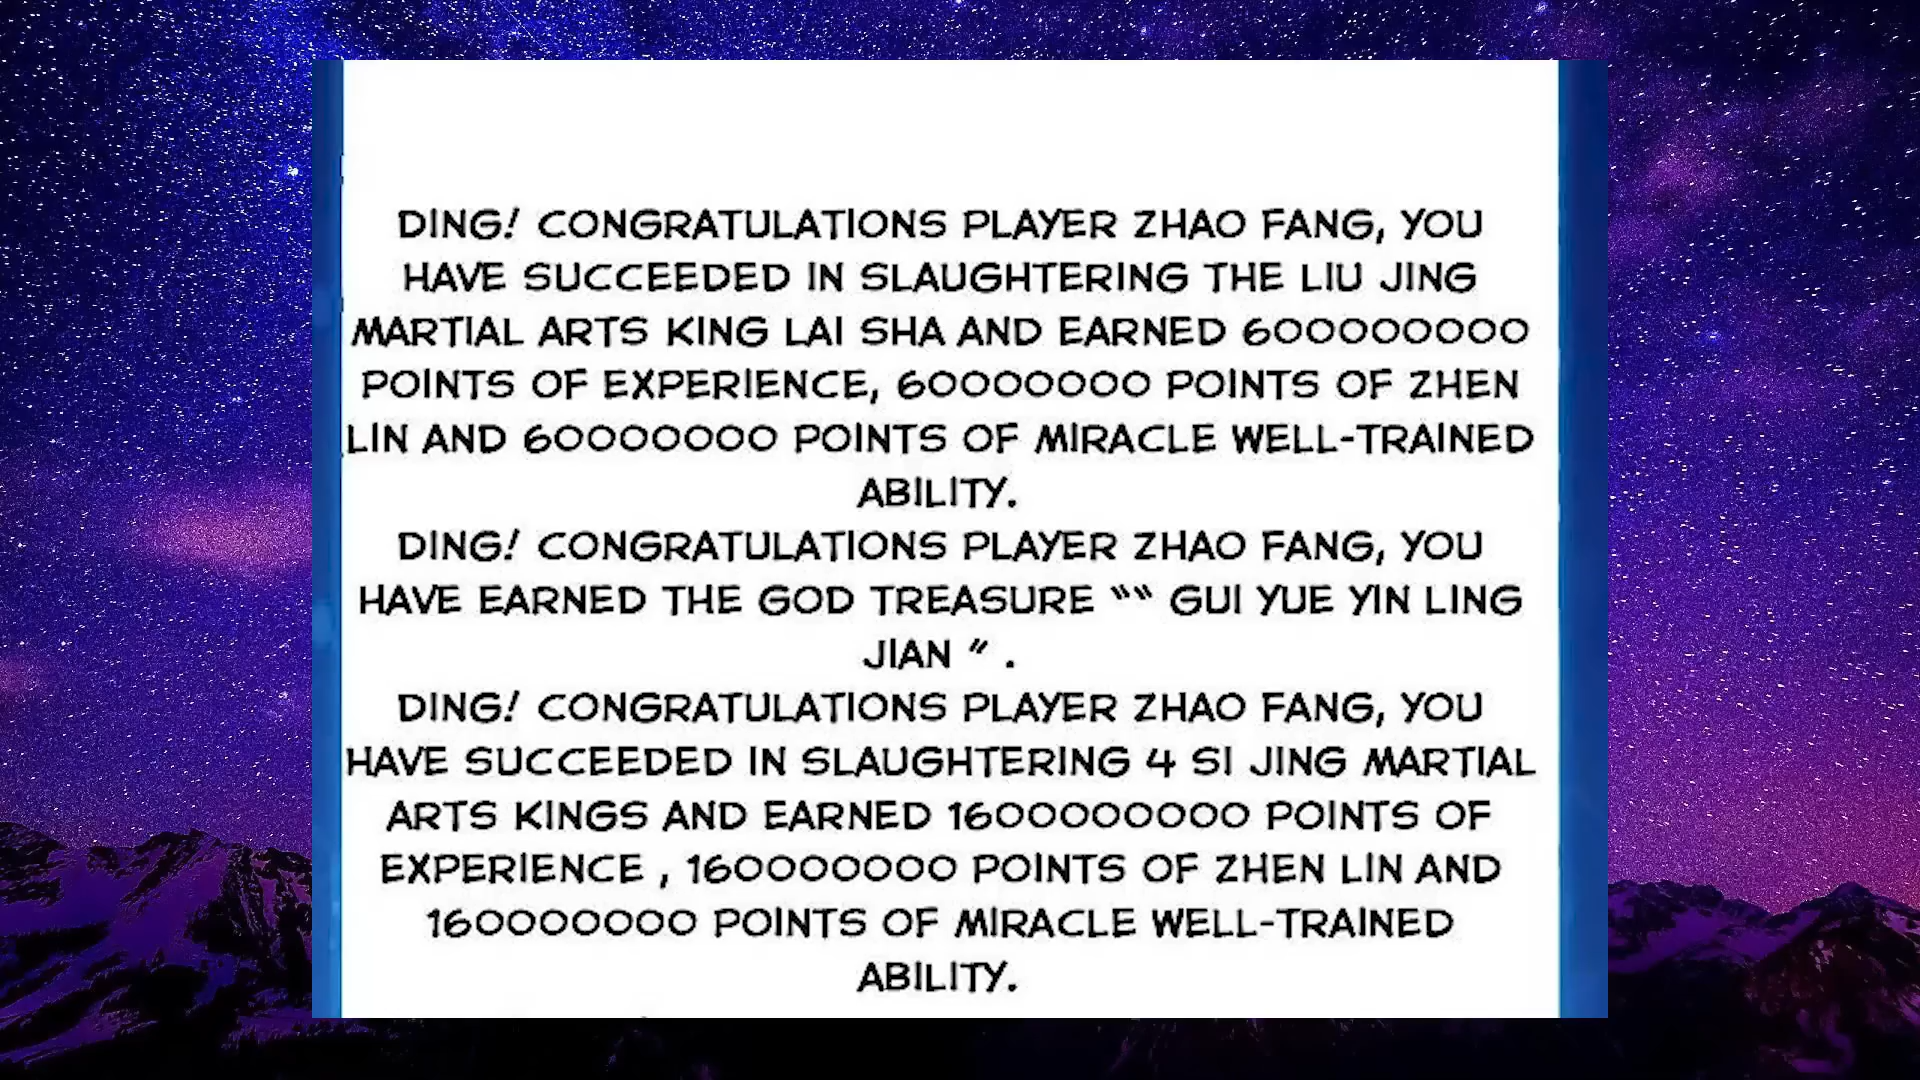 DING! CONGRATULATIONS PLAYER ZHAO FANG, YOU
HAVE SUCCEEDED IN SLAUGHTERING THE LIU JING
MARTIAL ARTS KING LAI SHA AND EARNED 600000000
POINTS OF EXPERIENCE, 60000000 POINTS OF ZHEN
LIN AND 60000000 POINTS OF MIRACLE WELL-TRAINED
ABILITY.
DING! CONGRATULATIONS PLAYER ZHAO FANG, YOU
HAVE EARNED THE GOD TREASURE ““ GUI YUE YIN LING
JIAN ” .
DING! CONGRATULATIONS PLAYER ZHAO FANG, YOU
HAVE SUCCEEDED IN SLAUGHTERING 4 SI JING MARTIAL
ARTS KINGS AND EARNED 1600000000 POINTS OF
EXPERIENCE , 160000000 POINTS OF ZHEN LIN AND
160000000 POINTS OF MIRACLE WELL-TRAINED
ABILITY.